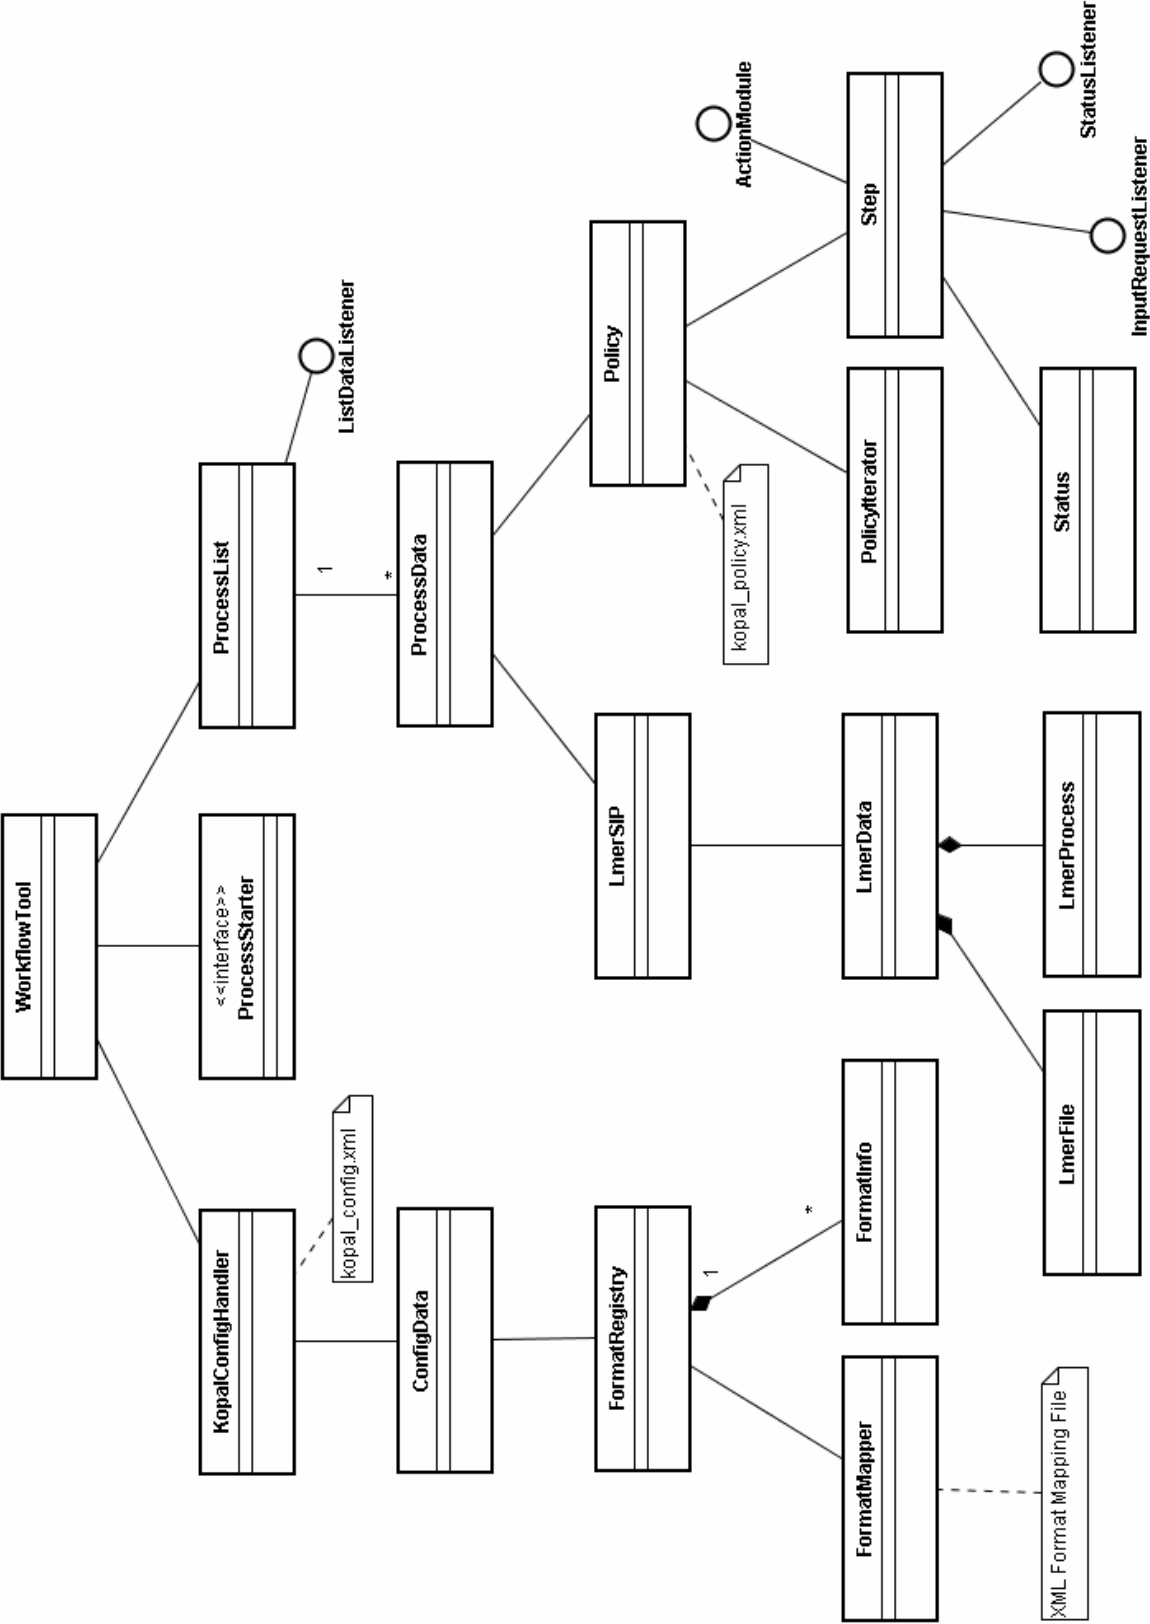 WorkflowTool
KopalConfigHandler
<<interface>>
ProcessStarter
ProcessList
kopal_config.xml
1
*
ListDataListener
ConfigData
ProcessData
FormatRegistry
LmerSIP
Policy
1
*
kopal_policy.xml
ActionModule
FormatMapper
FormatInfo
LmerData
PolicyIterator
Step
XML Format Mapping File
LmerFile
LmerProcess
Status
InputRequestListener
StatusListener